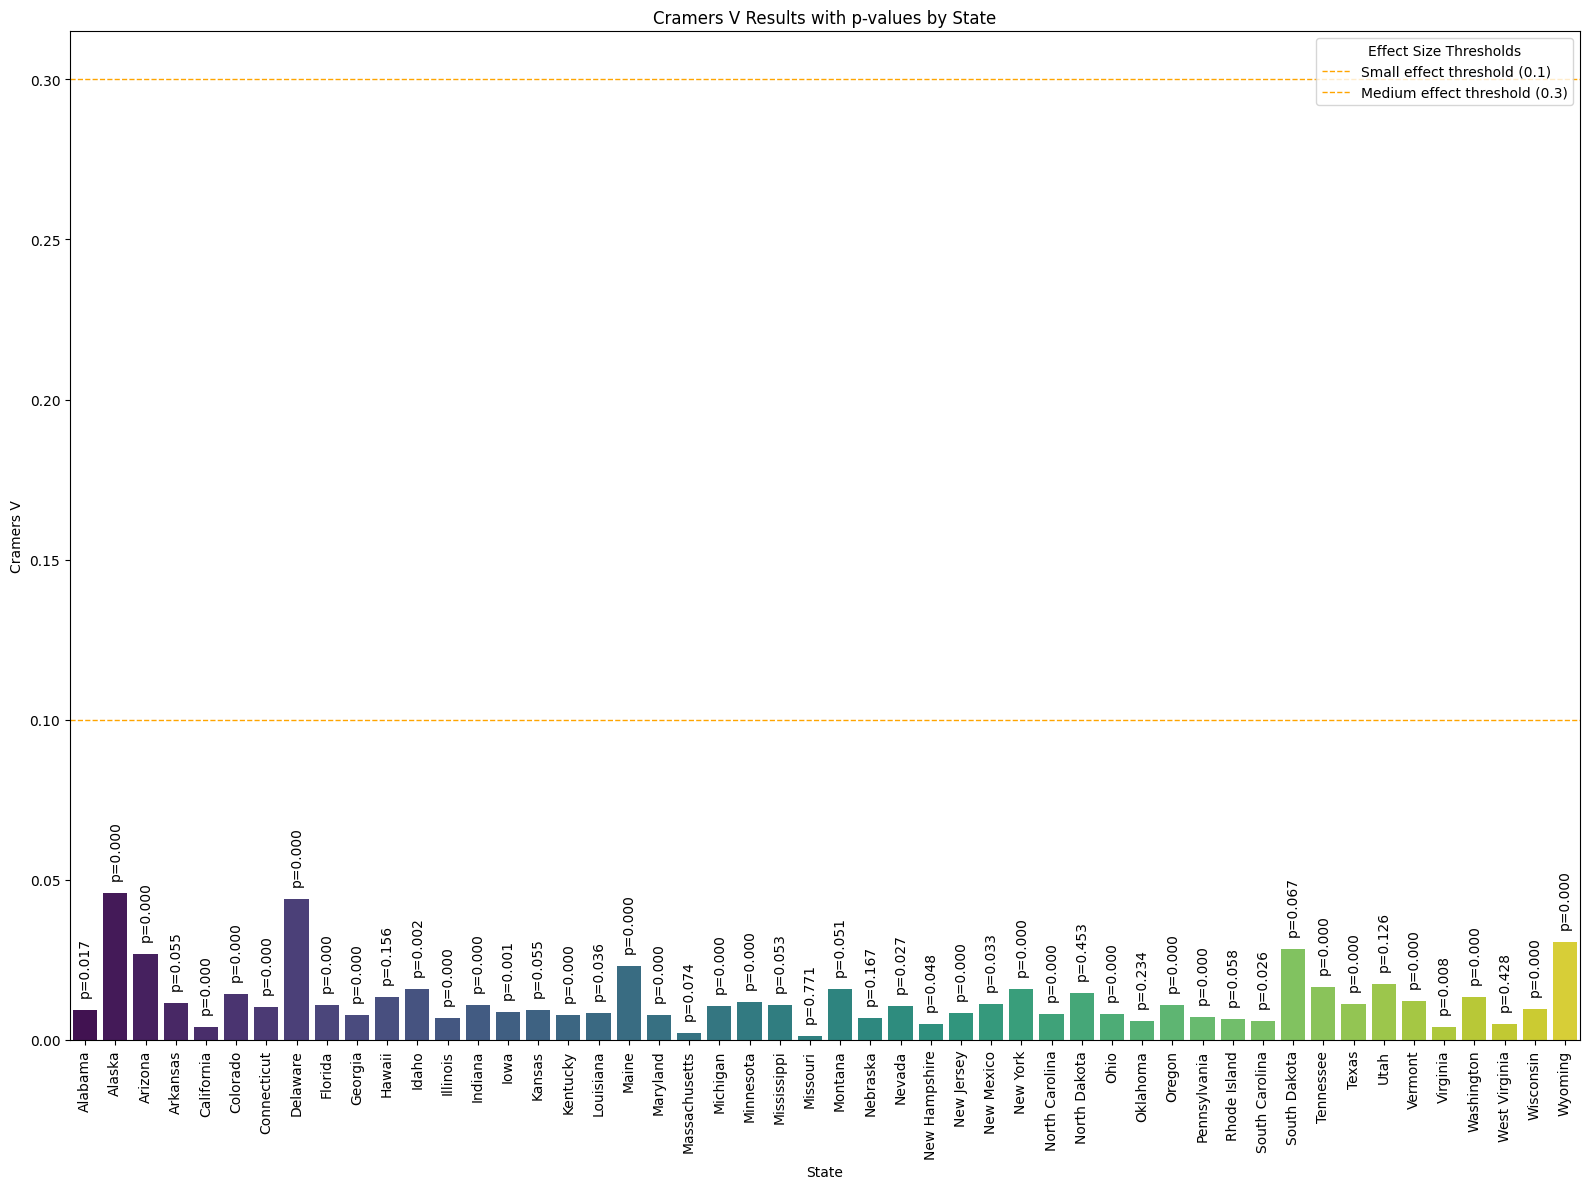 Cramers V Results with p-values by State
Effect Size Thresholds
Small effect threshold (0.1)
Medium effect threshold (0.3)
Cramers V
0.30
0.25
0.20
0.15
0.10
0.05
0.00
p=0.017
p=0.000
p=0.000
p=0.055
p=0.000
p=0.000
p=0.000
p=0.000
p=0.000
p=0.000
p=0.156
p=0.002
p=0.000
p=0.000
p=0.001
p=0.055
p=0.000
p=0.036
p=0.000
p=0.000
p=0.074
p=0.000
p=0.000
p=0.053
p=0.771
p=0.051
p=0.167
p=0.027
p=0.048
p=0.000
p=0.033
p=0.000
p=0.000
p=0.453
p=0.000
p=0.234
p=0.000
p=0.000
p=0.058
p=0.026
p=0.067
p=0.000
p=0.000
p=0.126
p=0.000
p=0.008
p=0.000
p=0.428
p=0.000
p=0.000
Alabama
Alaska
Arizona
Arkansas
California
Colorado
Connecticut
Delaware
Florida
Georgia
Hawaii
Idaho
Illinois
Indiana
Iowa
Kansas
Kentucky
Louisiana
Maine
Maryland
Massachusetts
Michigan
Minnesota
Mississippi
Missouri
Montana
Nebraska
Nevada
New Hampshire
New Jersey
New Mexico
New York
North Carolina
North Dakota
Ohio
Oklahoma
Oregon
Pennsylvania
Rhode Island
South Carolina
South Dakota
Tennessee
Texas
Utah
Vermont
Virginia
Washington
West Virginia
Wisconsin
Wyoming
State